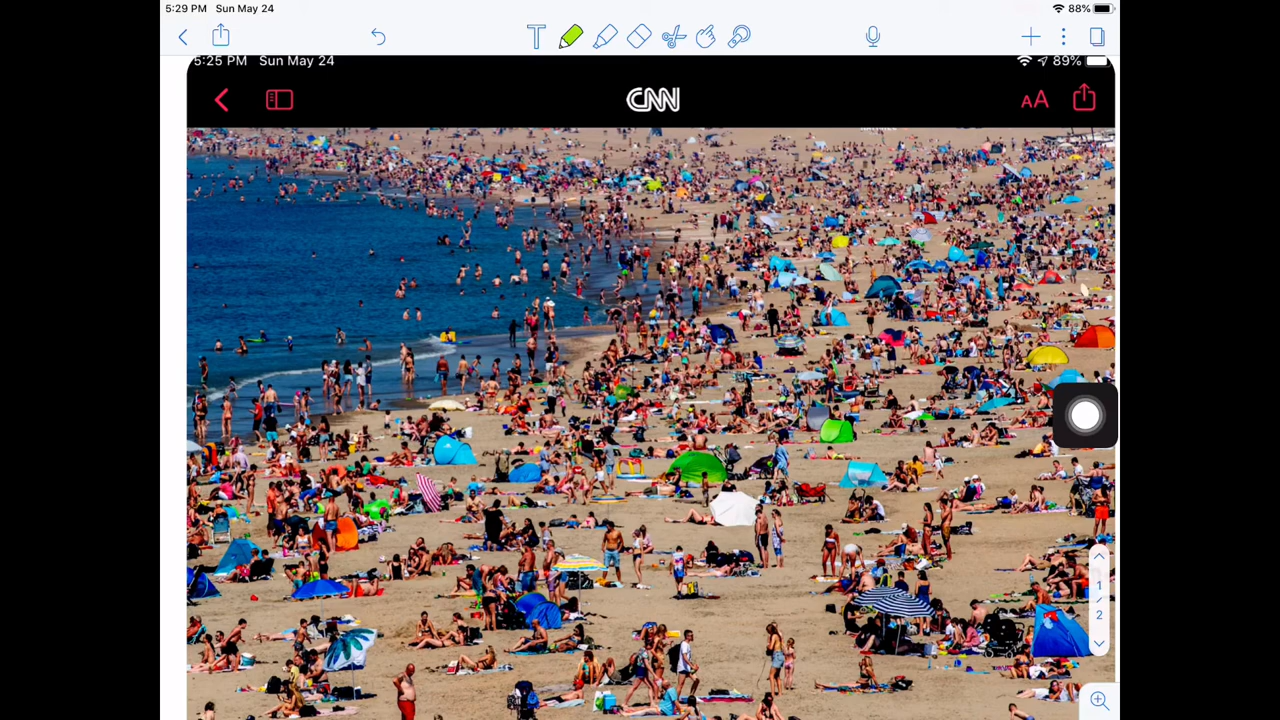 5:29 PM Sun May 24 88%
T
5:25 PM Sun May 24 89%
CNN AA
1
2